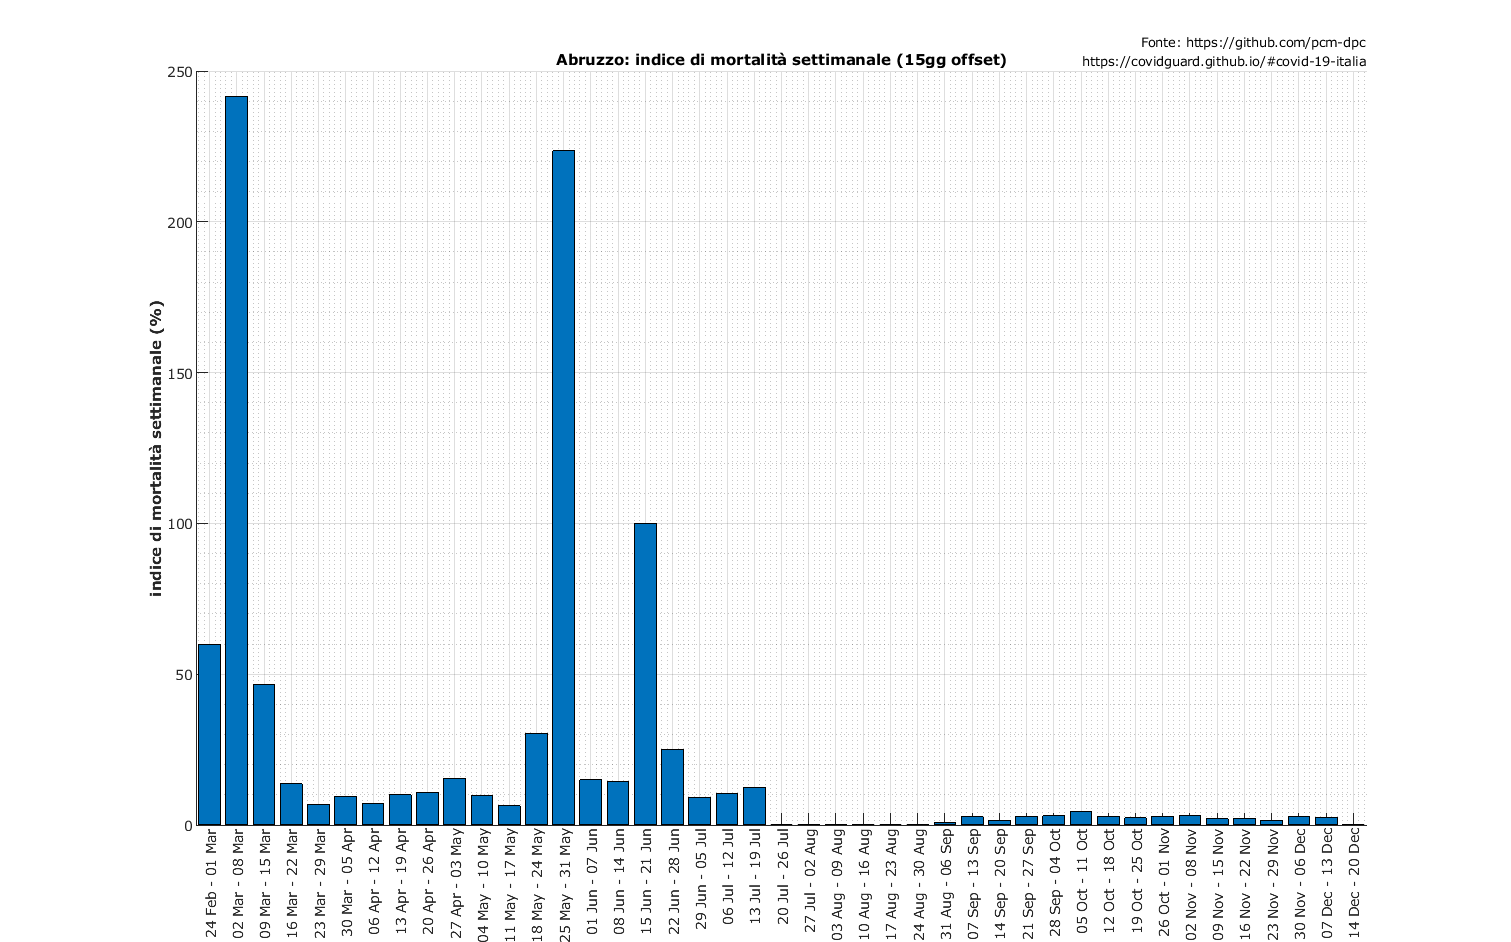 Fonte: https://github.com/pcm-dpc
Abruzzo: indice di mortalità settimanale (15gg offset)
https://covidguard.github.io/#covid-19-italia
indice di mortalità settimanale (%)
250
200
150
100
50
0
24 Feb - 01 Mar
02 Mar - 08 Mar
09 Mar - 15 Mar
16 Mar - 22 Mar
23 Mar - 29 Mar
30 Mar - 05 Apr
06 Apr - 12 Apr
13 Apr - 19 Apr
20 Apr - 26 Apr
27 Apr - 03 May
04 May - 10 May
11 May - 17 May
18 May - 24 May
25 May - 31 May
01 Jun - 07 Jun
08 Jun - 14 Jun
15 Jun - 21 Jun
22 Jun - 28 Jun
29 Jun - 05 Jul
06 Jul - 12 Jul
13 Jul - 19 Jul
20 Jul - 26 Jul
27 Jul - 02 Aug
03 Aug - 09 Aug
10 Aug - 16 Aug
17 Aug - 23 Aug
24 Aug - 30 Aug
31 Aug - 06 Sep
07 Sep - 13 Sep
14 Sep - 20 Sep
21 Sep - 27 Sep
28 Sep - 04 Oct
05 Oct - 11 Oct
12 Oct - 18 Oct
19 Oct - 25 Oct
26 Oct - 01 Nov
02 Nov - 08 Nov
09 Nov - 15 Nov
16 Nov - 22 Nov
23 Nov - 29 Nov
30 Nov - 06 Dec
07 Dec - 13 Dec
14 Dec - 20 Dec